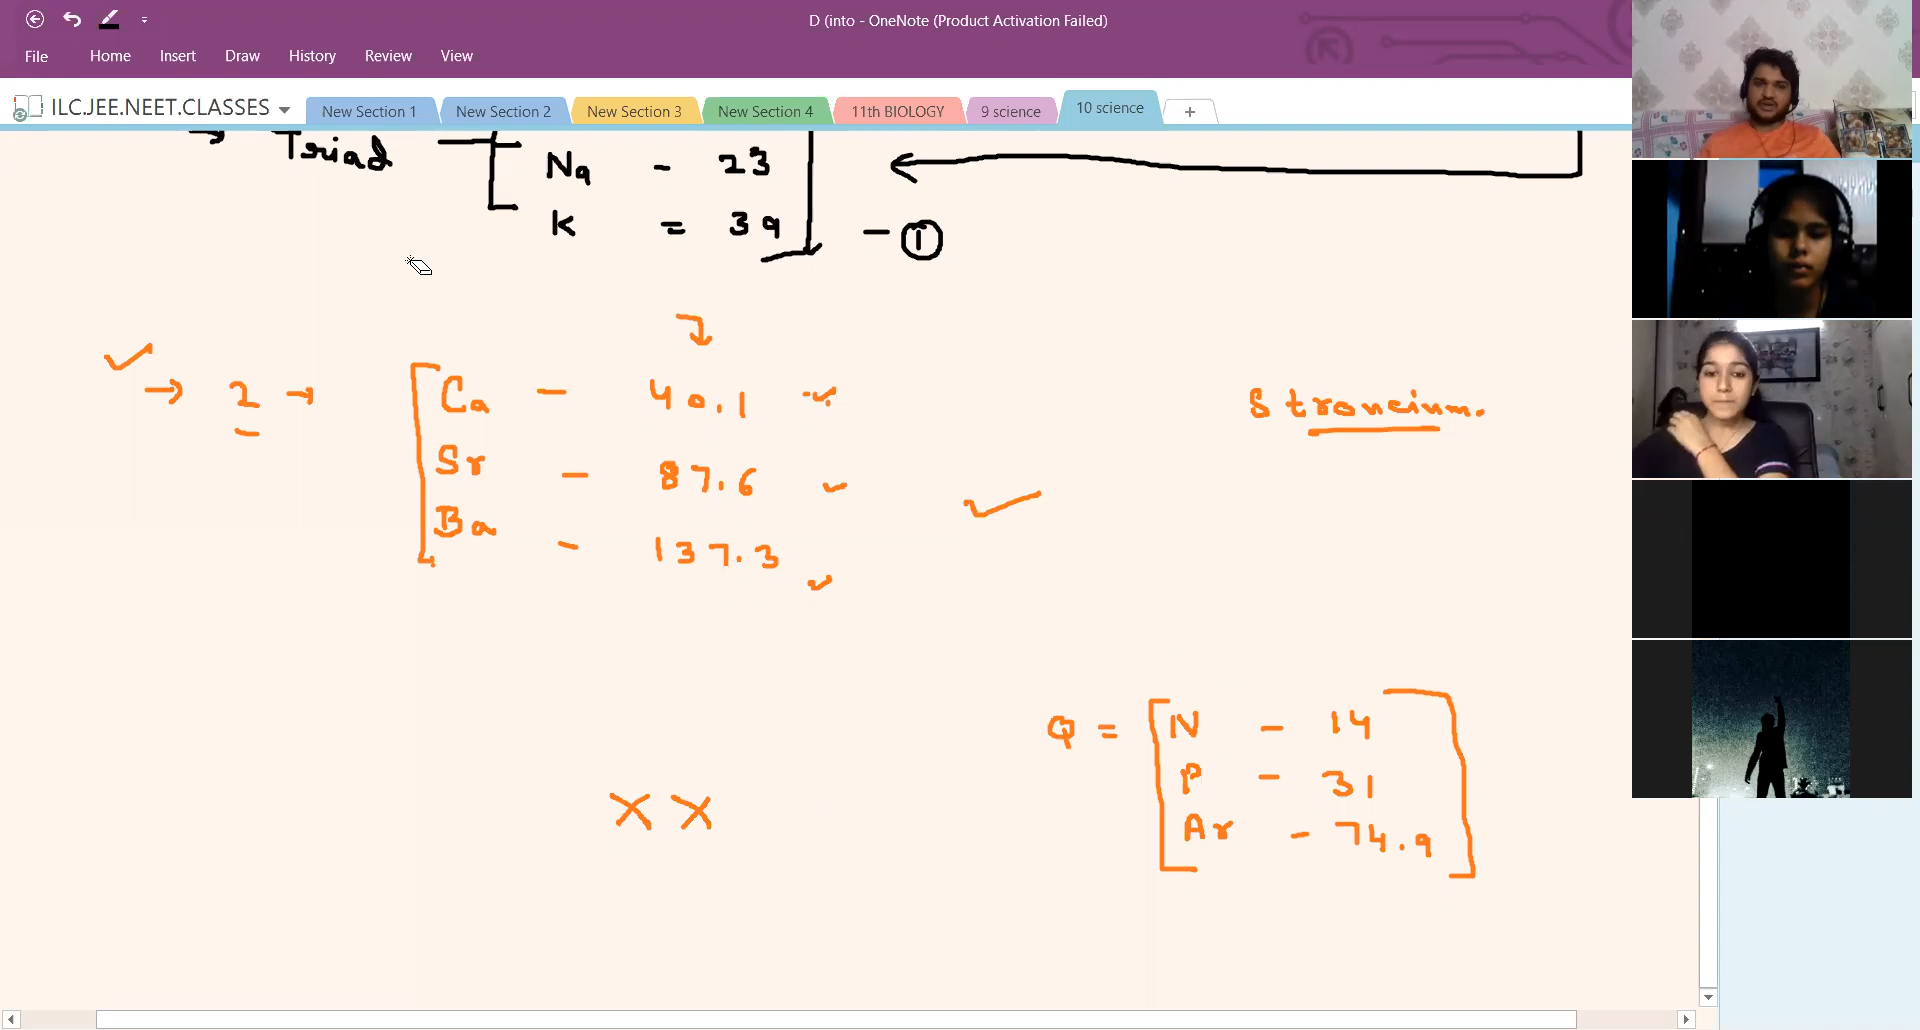 D (into - OneNote (Product Activation Failed)
File Home Insert Draw History Review View
ILC.JEE.NEET.CLASSES New Section 1 New Section 2 New Section 3 New Section 4 11th BIOLOGY 9 science 10 science +
→ Triad
Na - 23
K = 39 - ①
→ 2 →
Ca - 40.1
Sr - 87.6
Ba - 137.3
Stroncium.
Q = N - 14
P - 31
Ar - 74.9
X X